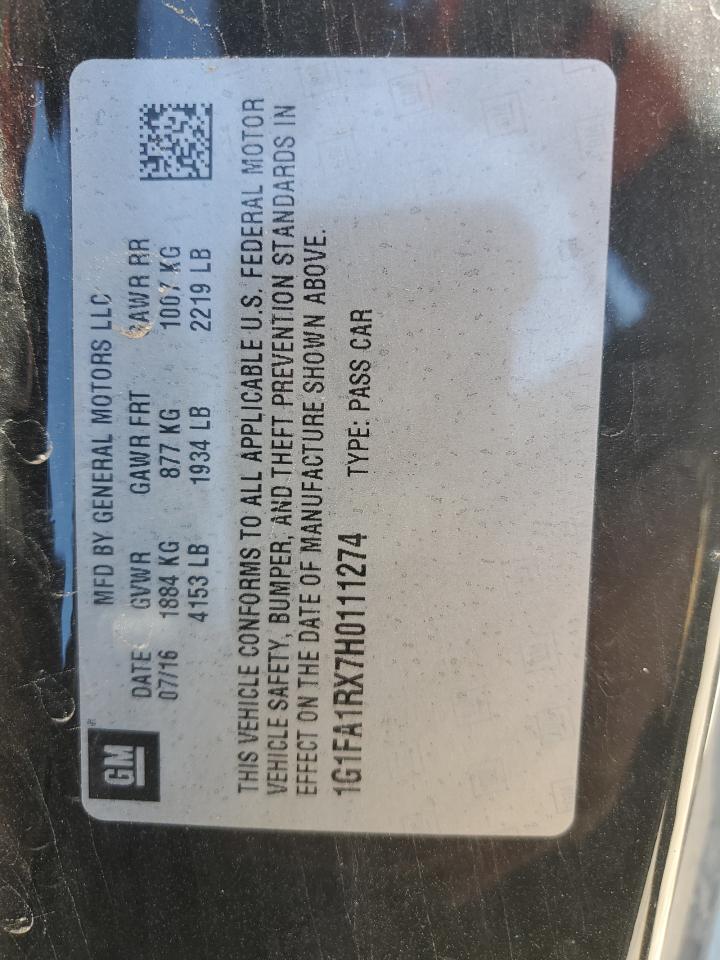 GM
MFD BY GENERAL MOTORS LLC
DATE GVWR GAWR FRT GAWR RR
07/16 1884 KG 877 KG 1007 KG
4153 LB 1934 LB 2219 LB
THIS VEHICLE CONFORMS TO ALL APPLICABLE U.S. FEDERAL MOTOR
VEHICLE SAFETY, BUMPER, AND THEFT PREVENTION STANDARDS IN
EFFECT ON THE DATE OF MANUFACTURE SHOWN ABOVE.
1G1FA1RX7H0111274 TYPE: PASS CAR